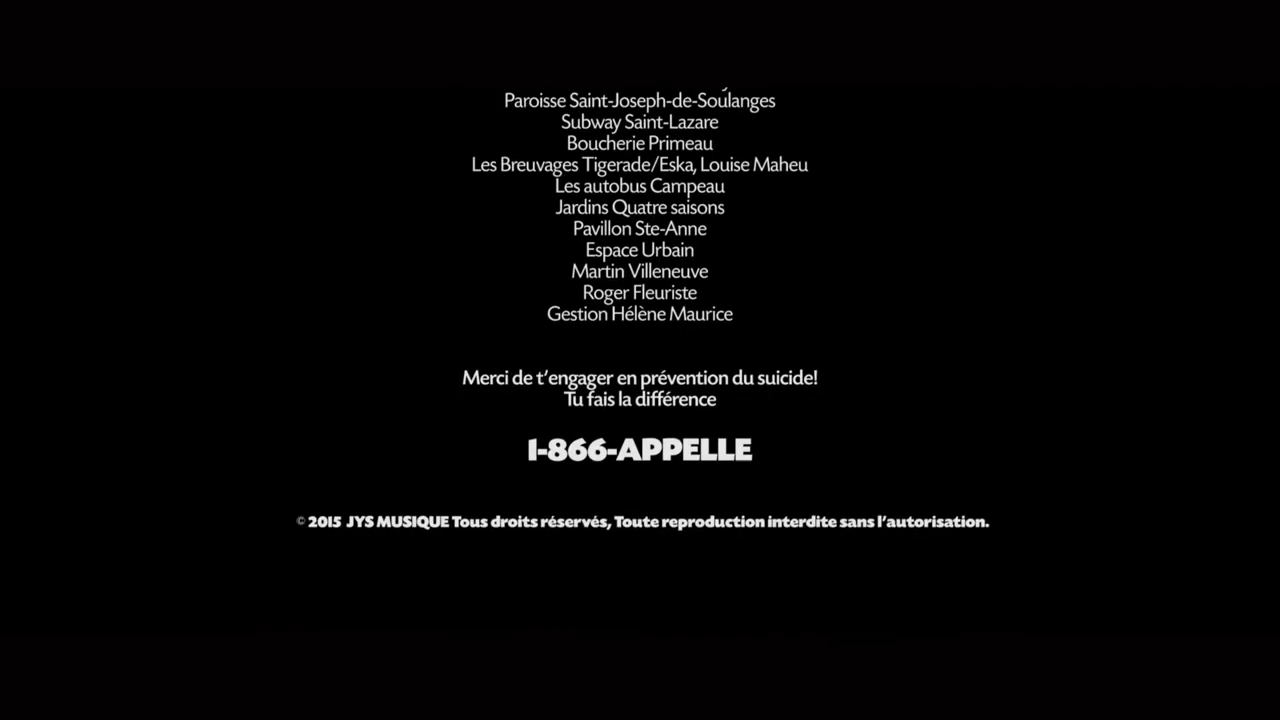 Paroisse Saint-Joseph-de-Soulanges
Subway Saint-Lazare
Boucherie Primeau
Les Breuvages Tigerade/Eska, Louise Maheu
Les autobus Campeau
Jardins Quatre saisons
Pavillon Ste-Anne
Espace Urbain
Martin Villeneuve
Roger Fleuriste
Gestion Hélène Maurice
Merci de t'engager en prévention du suicide!
Tu fais la différence
1-866-APPELLE
© 2015 JYS MUSIQUE Tous droits réservés, Toute reproduction interdite sans l'autorisation.